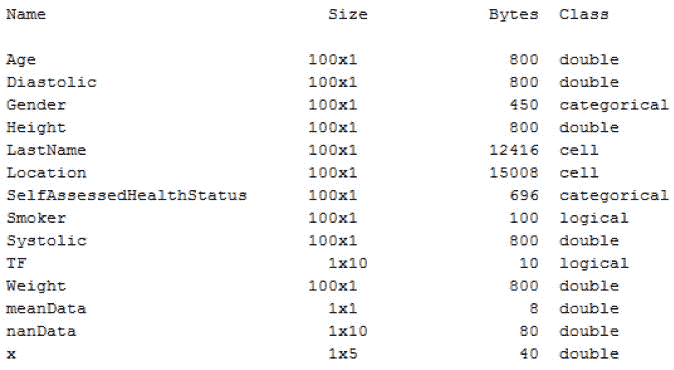 Name Size Bytes Class
Age 100x1 800 double
Diastolic 100x1 800 double
Gender 100x1 450 categorical
Height 100x1 800 double
LastName 100x1 12416 cell
Location 100x1 15008 cell
SelfAssessedHealthStatus 100x1 696 categorical
Smoker 100x1 100 logical
Systolic 100x1 800 double
TF 1x10 10 logical
Weight 100x1 800 double
meanData 1x1 8 double
nanData 1x10 80 double
x 1x5 40 double